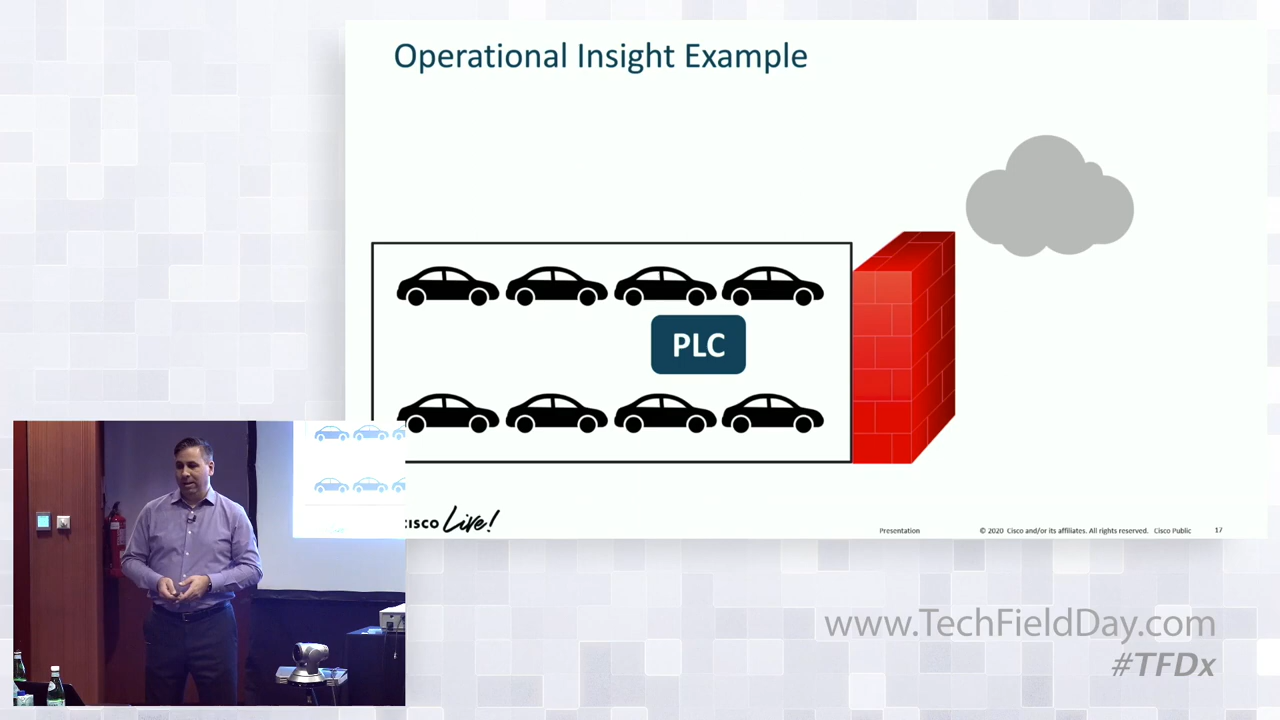 Operational Insight Example
PLC
cisco Live!
Presentation
© 2020 Cisco and/or its affiliates. All rights reserved. Cisco Public
17
www.TechFieldDay.com
#TFDx